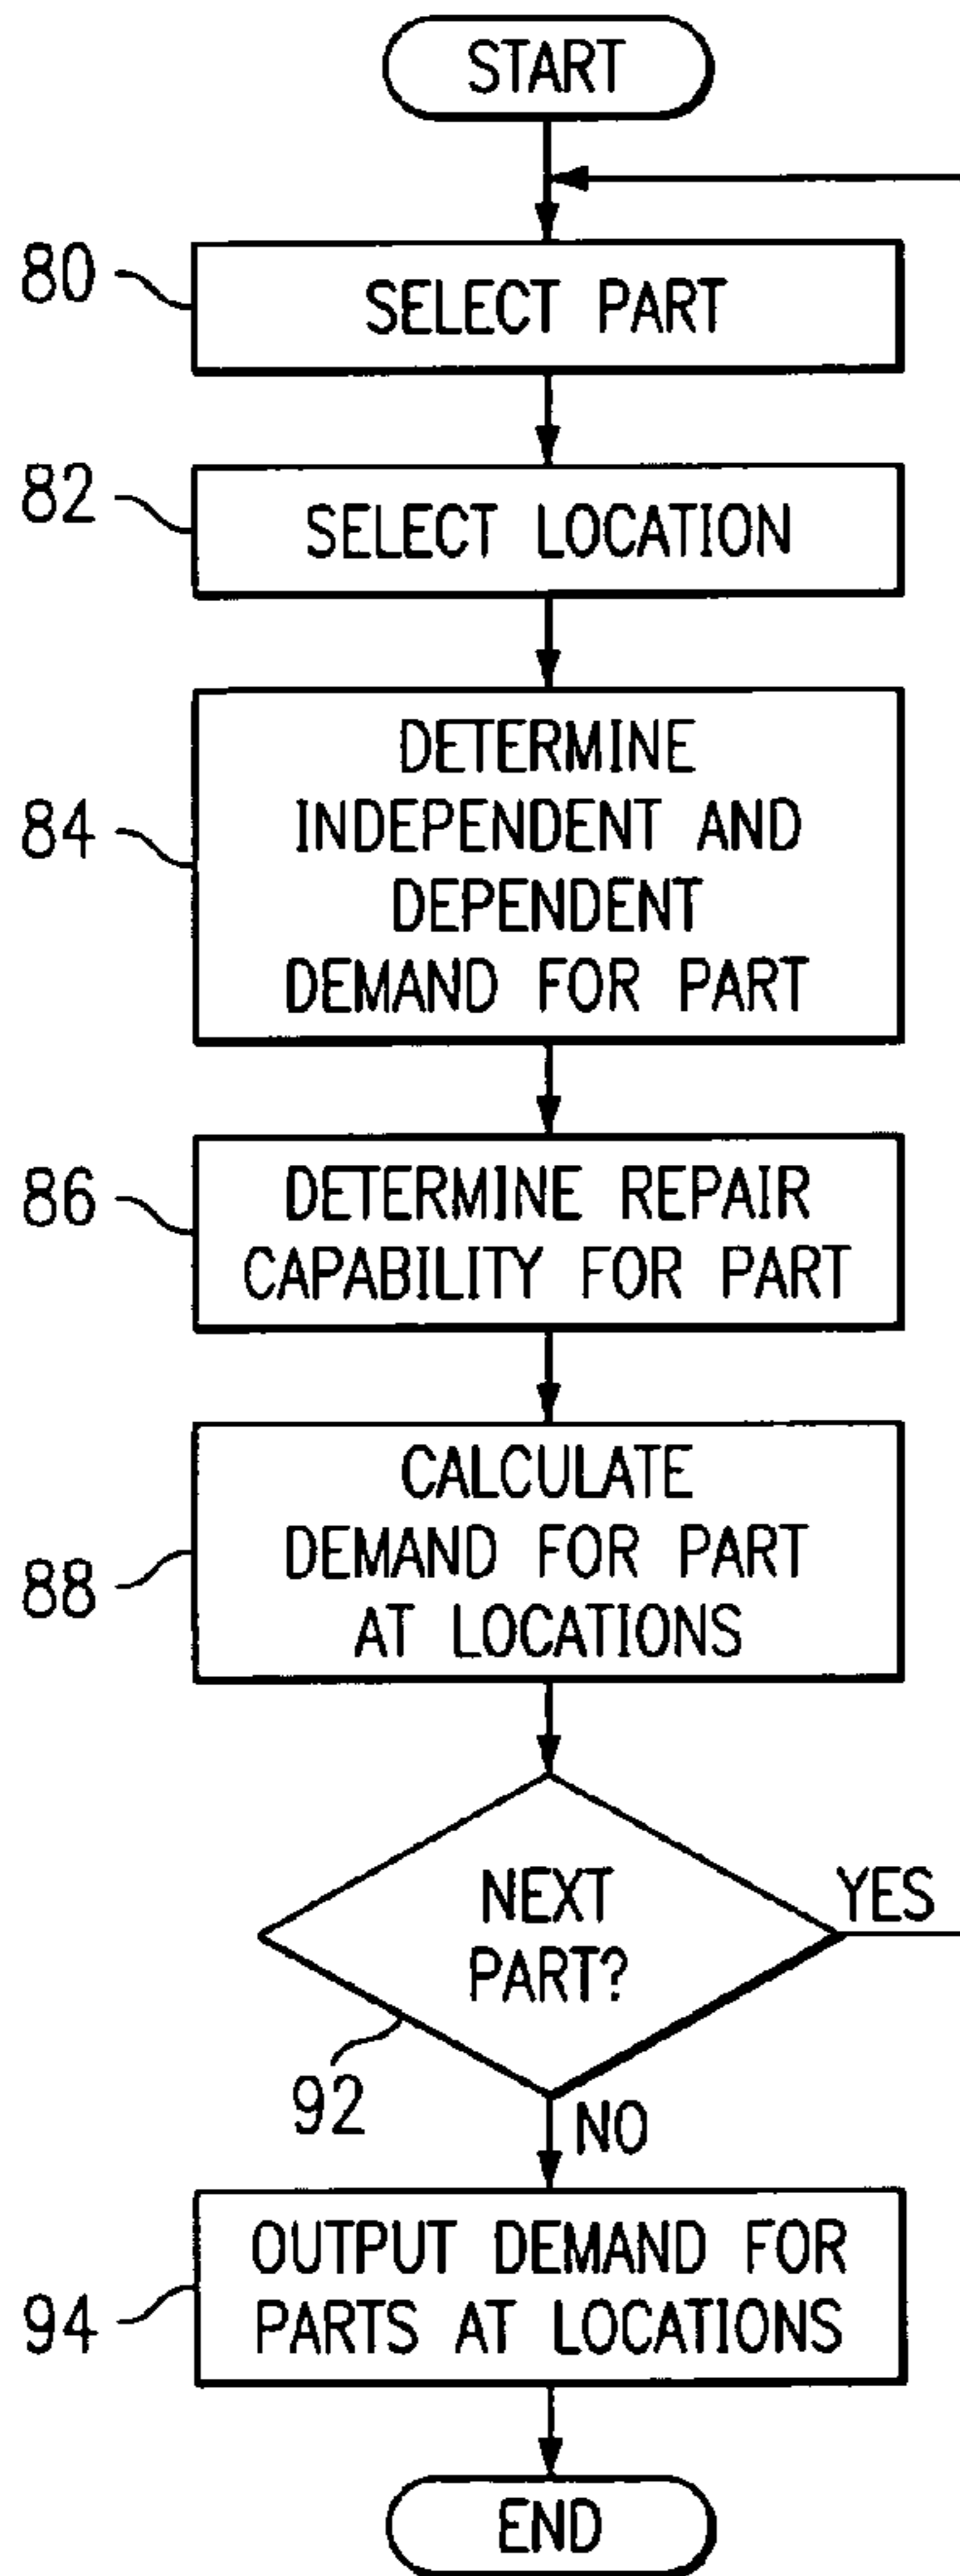 START
80
SELECT PART
82
SELECT LOCATION
84
DETERMINE
INDEPENDENT AND
DEPENDENT
DEMAND FOR PART
86
DETERMINE REPAIR
CAPABILITY FOR PART
88
CALCULATE
DEMAND FOR PART
AT LOCATIONS
NEXT
PART?
YES
92
NO
94
OUTPUT DEMAND FOR
PARTS AT LOCATIONS
END